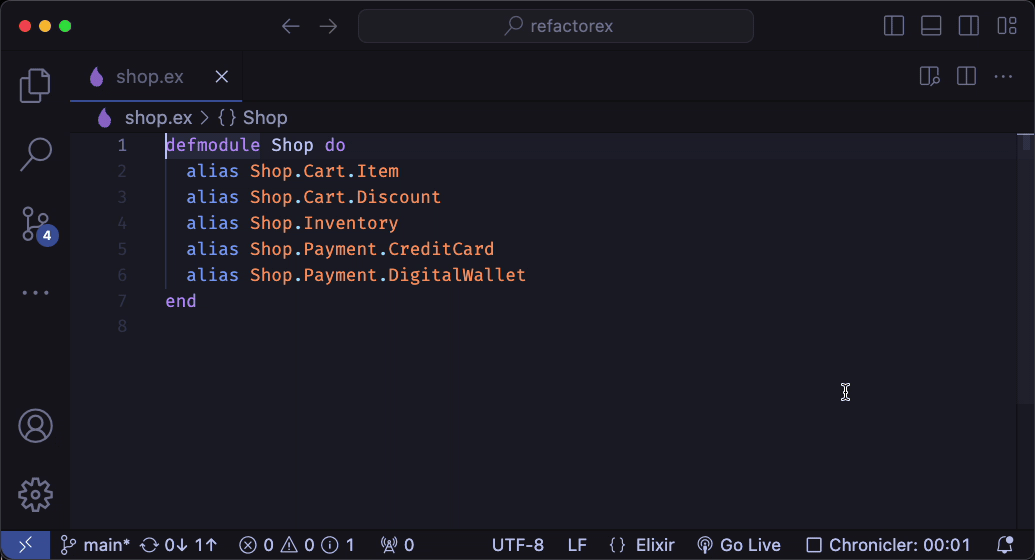 refactorex
shop.ex
shop.ex > {} Shop
1 defmodule Shop do
2   alias Shop.Cart.Item
3   alias Shop.Cart.Discount
4   alias Shop.Inventory
5   alias Shop.Payment.CreditCard
6   alias Shop.Payment.DigitalWallet
7 end
8
4
main* 0↓ 1↑ 0 0 1 0 UTF-8 LF {} Elixir Go Live Chronicler: 00:01